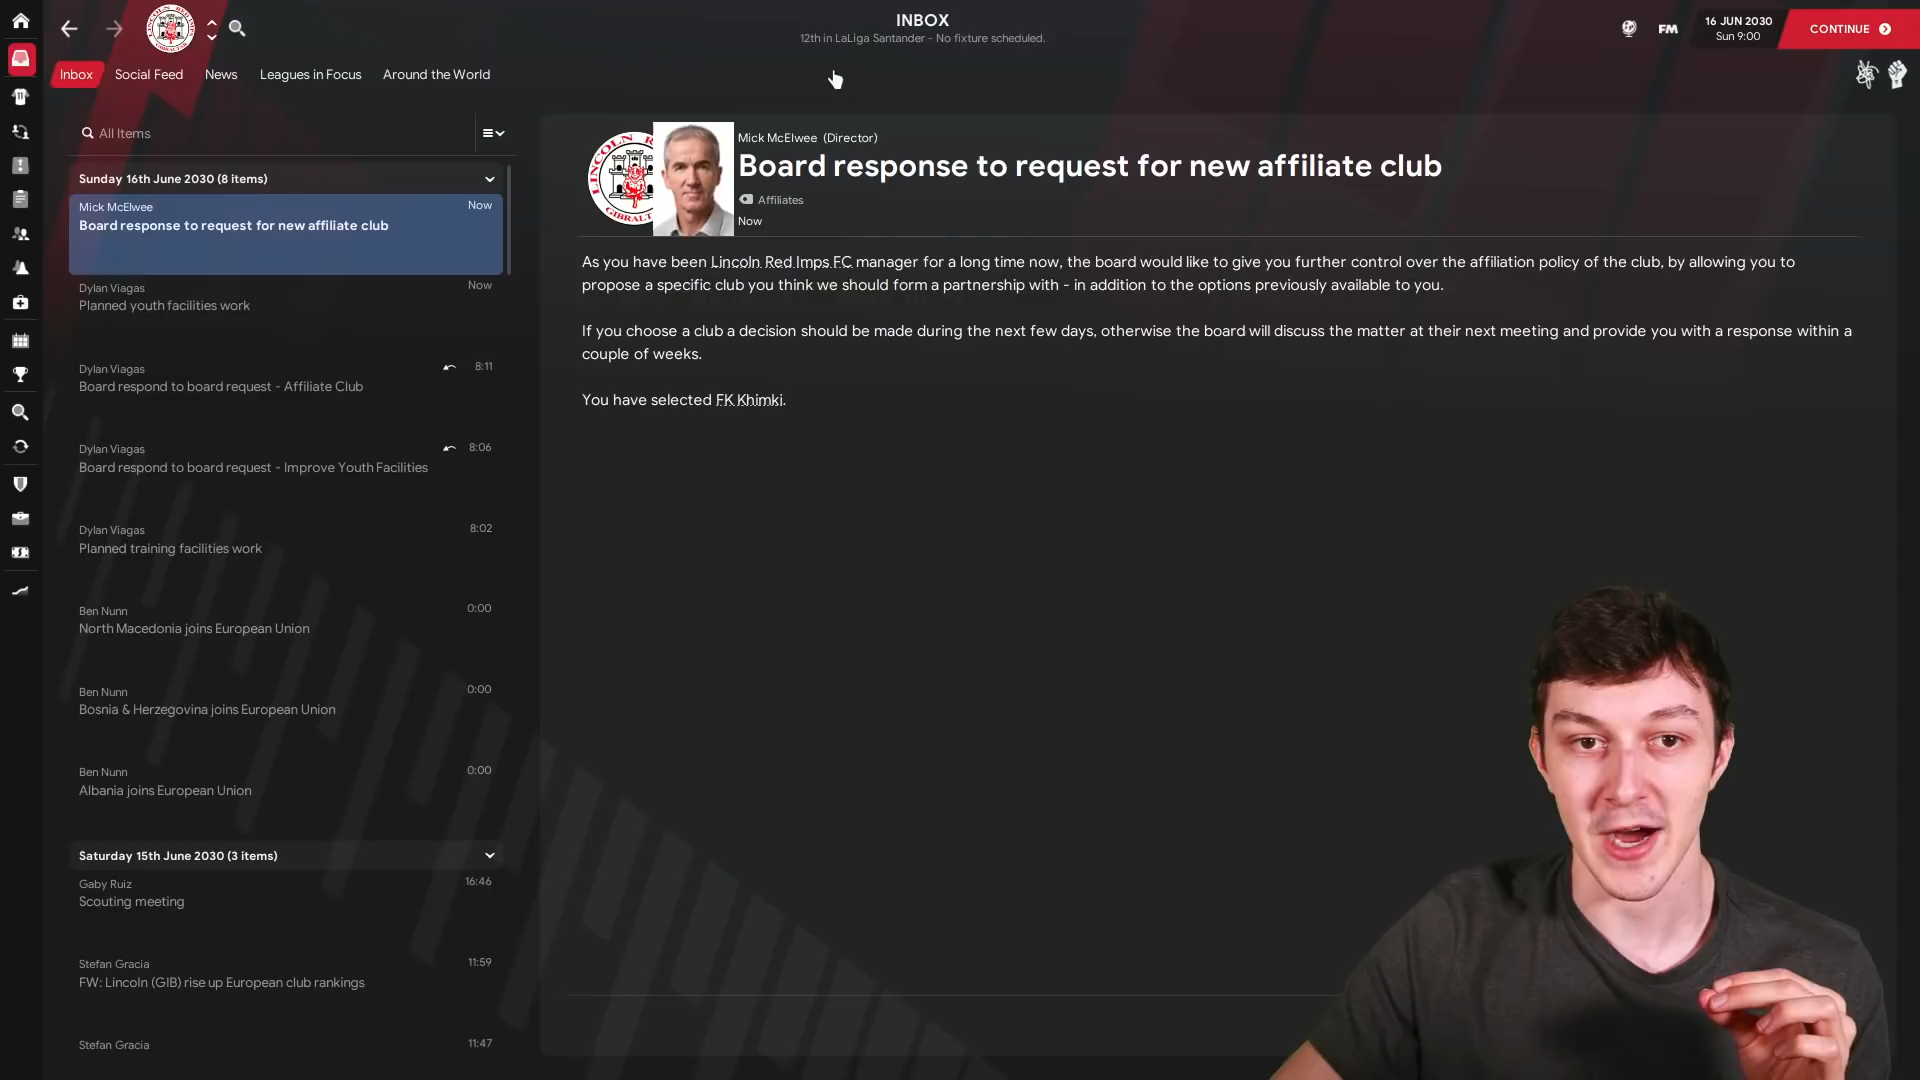 INBOX
12th in LaLiga Santander - No fixture scheduled.
FM
16 JUN 2030
Sun 9:00
CONTINUE
Inbox
Social Feed
News
Leagues in Focus
Around the World
All Items
Sunday 16th June 2030 (8 items)
Mick McElwee
Now
Board response to request for new affiliate club
Dylan Viagas
Now
Planned youth facilities work
Dylan Viagas
8:11
Board respond to board request - Affiliate Club
Dylan Viagas
8:06
Board respond to board request - Improve Youth Facilities
Dylan Viagas
8:02
Planned training facilities work
Ben Nunn
0:00
North Macedonia joins European Union
Ben Nunn
0:00
Bosnia & Herzegovina joins European Union
Ben Nunn
0:00
Albania joins European Union
Saturday 15th June 2030 (3 items)
Gaby Ruiz
16:46
Scouting meeting
Stefan Gracia
11:59
FW: Lincoln (GIB) rise up European club rankings
Stefan Gracia
11:47
Mick McElwee (Director)
Board response to request for new affiliate club
Affiliates
Now
As you have been Lincoln Red Imps FC manager for a long time now, the board would like to give you further control over the affiliation policy of the club, by allowing you to
propose a specific club you think we should form a partnership with - in addition to the options previously available to you.
If you choose a club a decision should be made during the next few days, otherwise the board will discuss the matter at their next meeting and provide you with a response within a
couple of weeks.
You have selected FK Khimki.